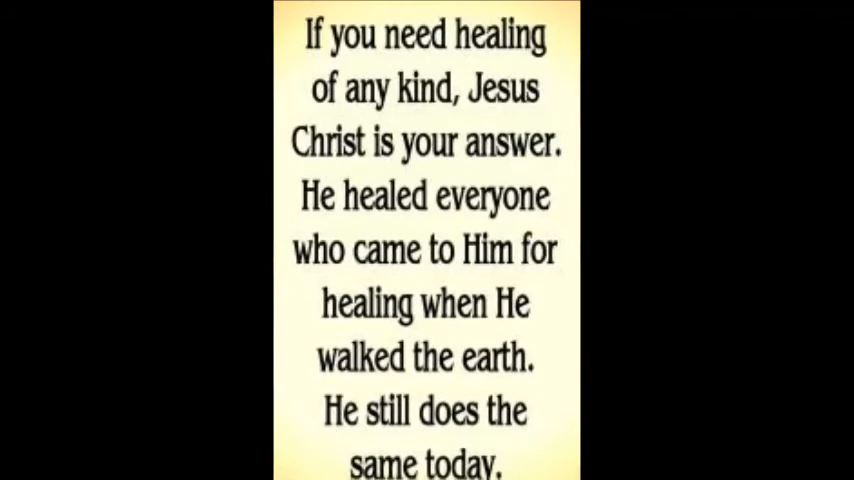 If you need healing
of any kind, Jesus
Christ is your answer.
He healed everyone
who came to Him for
healing when He
walked the earth.
He still does the
same today.